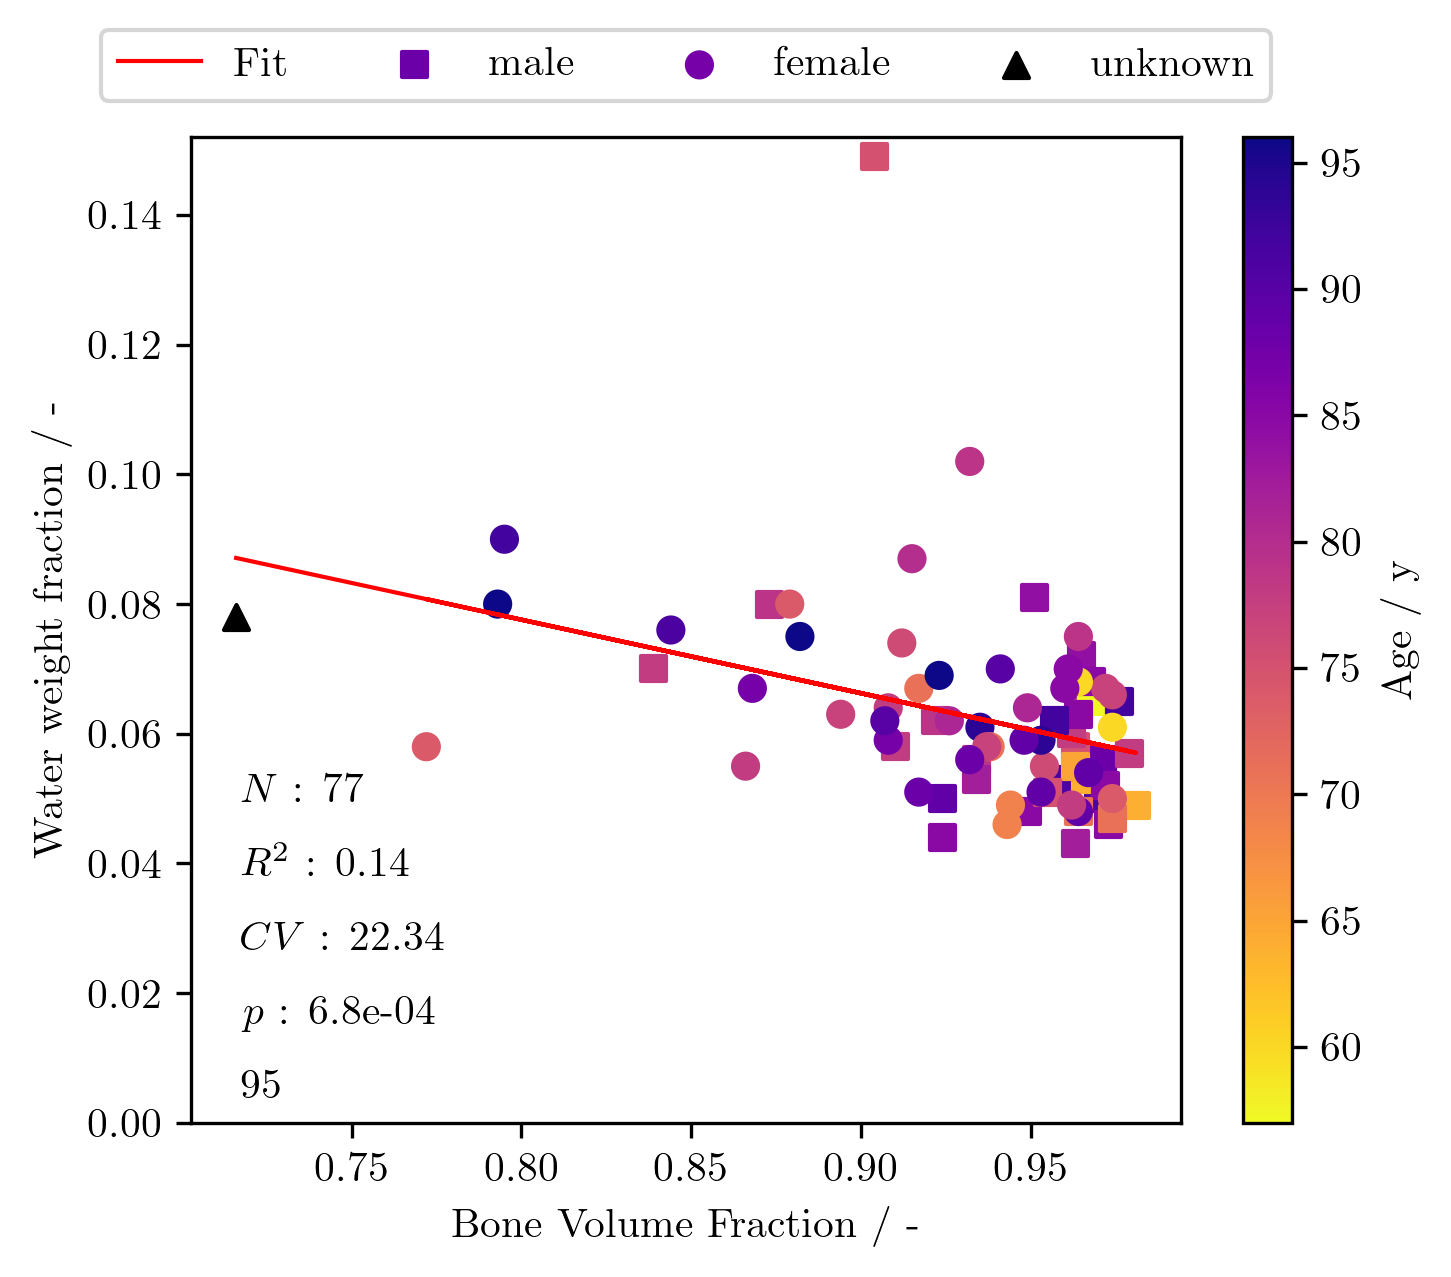 Fit male female unknown
0.14
0.12
0.10
0.08
0.06
0.04
0.02
0.00
Water weight fraction / -
N : 77
R² : 0.14
CV : 22.34
p : 6.8e-04
95
0.75 0.80 0.85 0.90 0.95
Bone Volume Fraction / -
95
90
85
80
75
70
65
60
Age / y